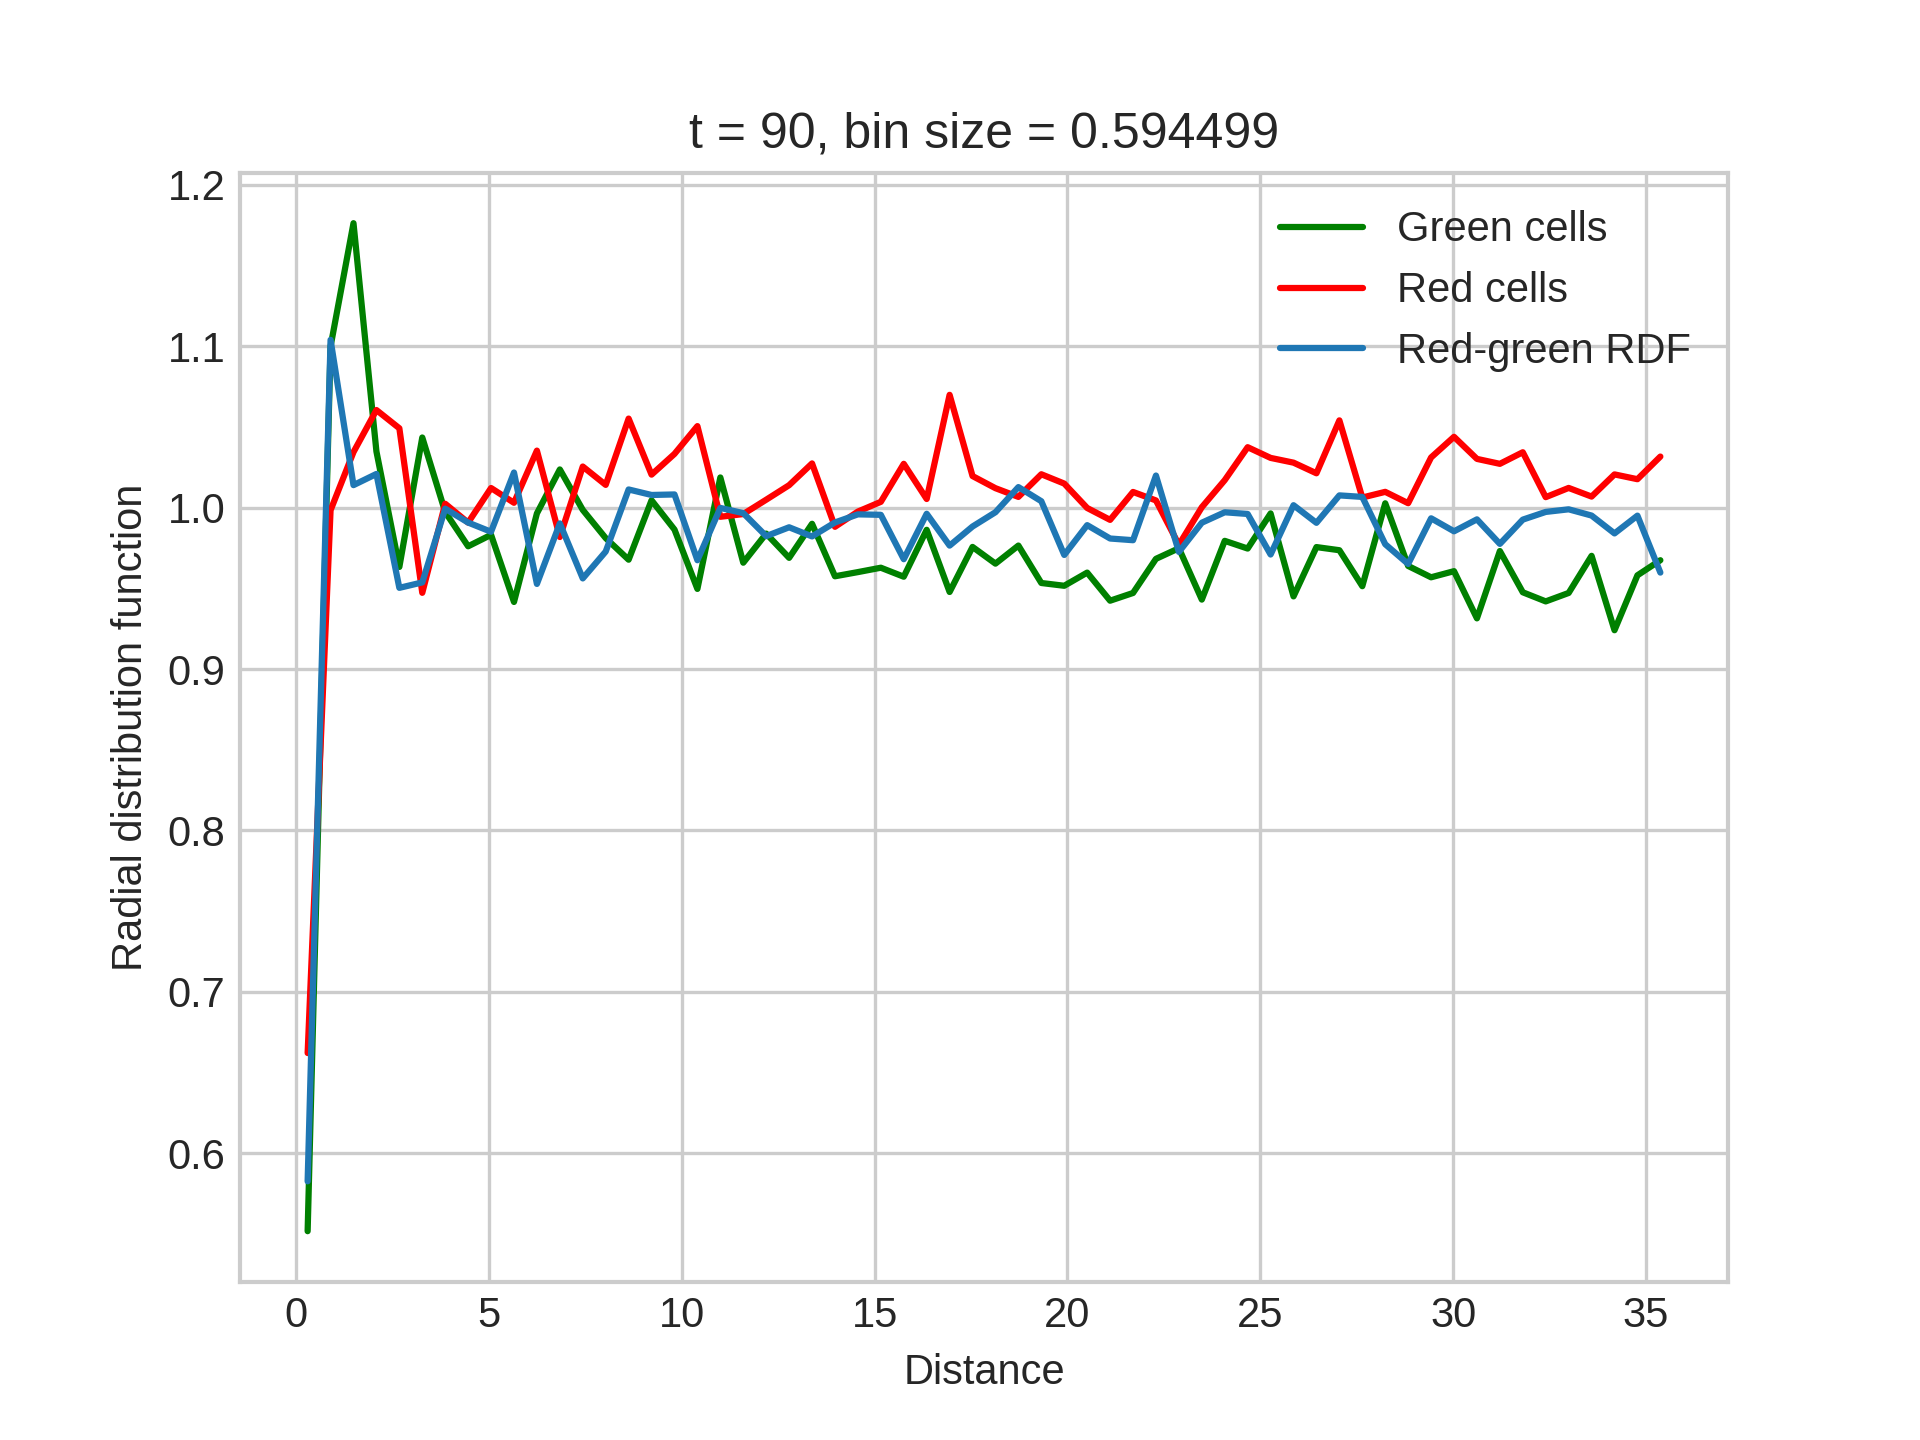 t = 90, bin size = 0.594499
1.2
1.1
1.0
0.9
0.8
0.7
0.6
Radial distribution function
Green cells
Red cells
Red-green RDF
0 5 10 15 20 25 30 35
Distance